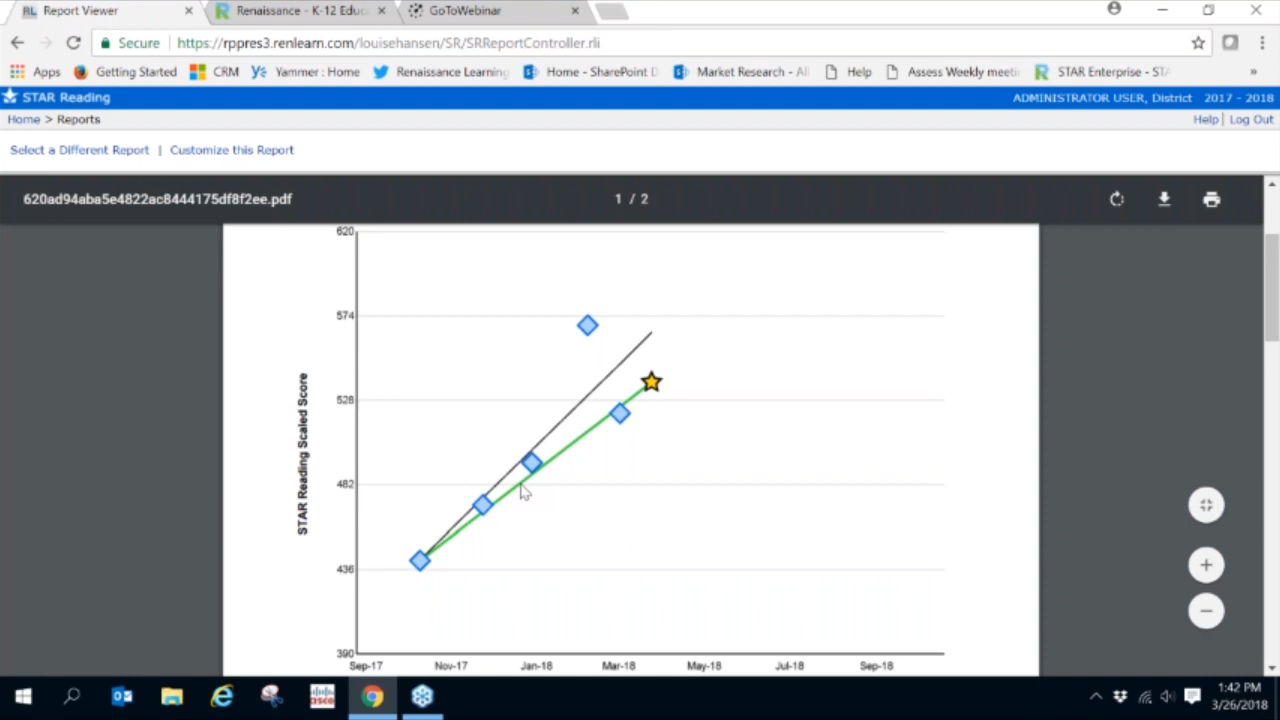 RL Report Viewer
Renaissance - K-12 Educ
GoToWebinar
Secure https://rppres3.renlearn.com/louisehansen/SR/SRReportController.rli
Apps Getting Started CRM Yammer : Home Renaissance Learning Home - SharePoint D Market Research - All Help Assess Weekly meeti STAR Enterprise - STA »
STAR Reading ADMINISTRATOR USER, District 2017 - 2018
Home > Reports Help | Log Out
Select a Different Report | Customize this Report
620ad94aba5e4822ac8444175df8f2ee.pdf 1 / 2
620
574
528
482
436
390
STAR Reading Scaled Score
Sep-17 Nov-17 Jan-18 Mar-18 May-18 Jul-18 Sep-18
1:42 PM
3/26/2018